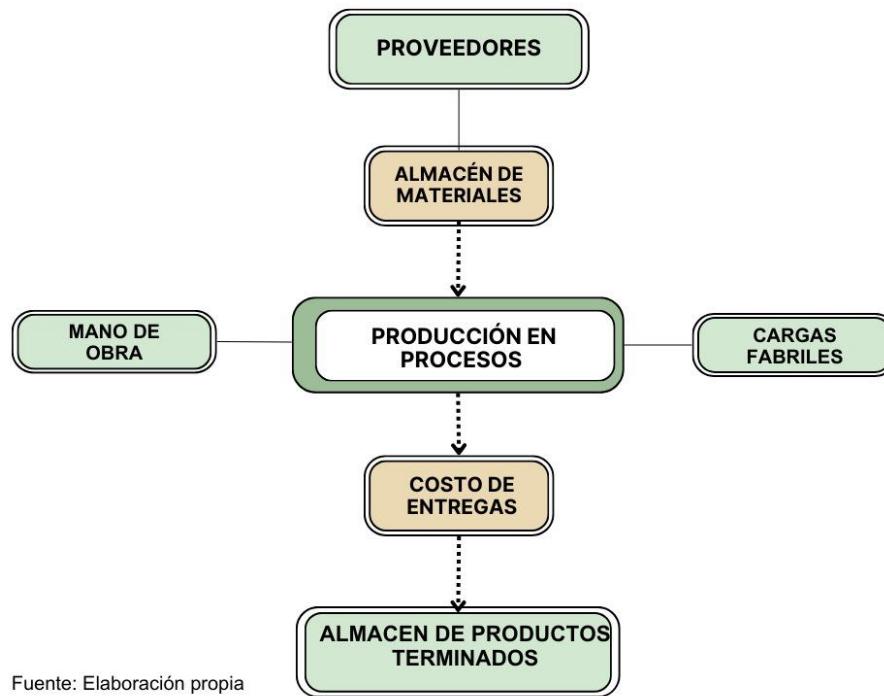 PROVEEDORES
ALMACÉN DE
MATERIALES
MANO DE
OBRA
PRODUCCIÓN EN
PROCESOS
CARGAS
FABRILES
COSTO DE
ENTREGAS
ALMACEN DE PRODUCTOS
TERMINADOS
Fuente: Elaboración propia